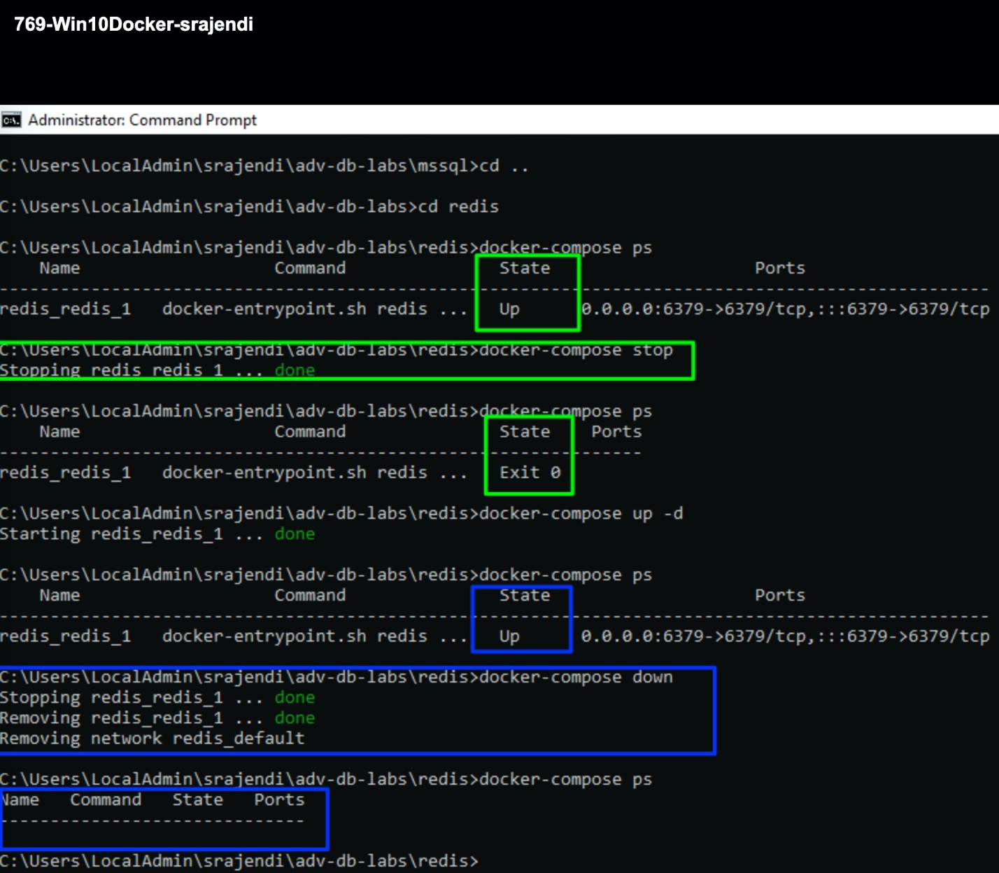 769-Win10Docker-srajendi
Administrator: Command Prompt
C:\Users\LocalAdmin\srajendi\adv-db-labs\mssql>cd ..
C:\Users\LocalAdmin\srajendi\adv-db-labs>cd redis
C:\Users\LocalAdmin\srajendi\adv-db-labs\redis>docker-compose ps
Name Command State Ports
--------------------------------------------------------------------------------------------------
redis_redis_1 docker-entrypoint.sh redis ... Up 0.0.0.0:6379->6379/tcp,:::6379->6379/tcp
C:\Users\LocalAdmin\srajendi\adv-db-labs\redis>docker-compose stop
Stopping redis_redis_1 ... done
C:\Users\LocalAdmin\srajendi\adv-db-labs\redis>docker-compose ps
Name Command State Ports
---------------------------------------------------------------
redis_redis_1 docker-entrypoint.sh redis ... Exit 0
C:\Users\LocalAdmin\srajendi\adv-db-labs\redis>docker-compose up -d
Starting redis_redis_1 ... done
C:\Users\LocalAdmin\srajendi\adv-db-labs\redis>docker-compose ps
Name Command State Ports
--------------------------------------------------------------------------------------------------
redis_redis_1 docker-entrypoint.sh redis ... Up 0.0.0.0:6379->6379/tcp,:::6379->6379/tcp
C:\Users\LocalAdmin\srajendi\adv-db-labs\redis>docker-compose down
Stopping redis_redis_1 ... done
Removing redis_redis_1 ... done
Removing network redis_default
C:\Users\LocalAdmin\srajendi\adv-db-labs\redis>docker-compose ps
Name Command State Ports
------------------------------
C:\Users\LocalAdmin\srajendi\adv-db-labs\redis>